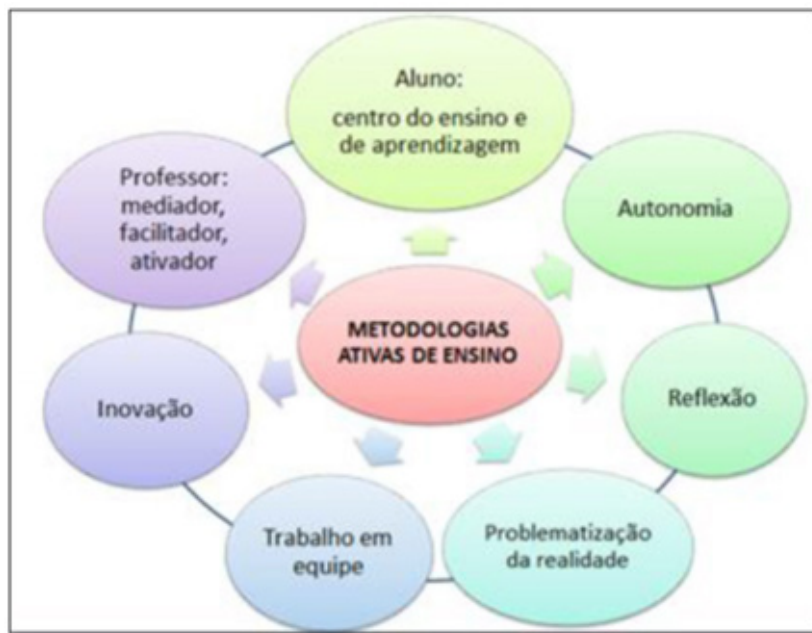 Aluno:
centro do ensino e
de aprendizagem
Autonomia
Reflexão
Problematização
da realidade
Trabalho em
equipe
Inovação
Professor:
mediador,
facilitador,
ativador
METODOLOGIAS
ATIVAS DE ENSINO